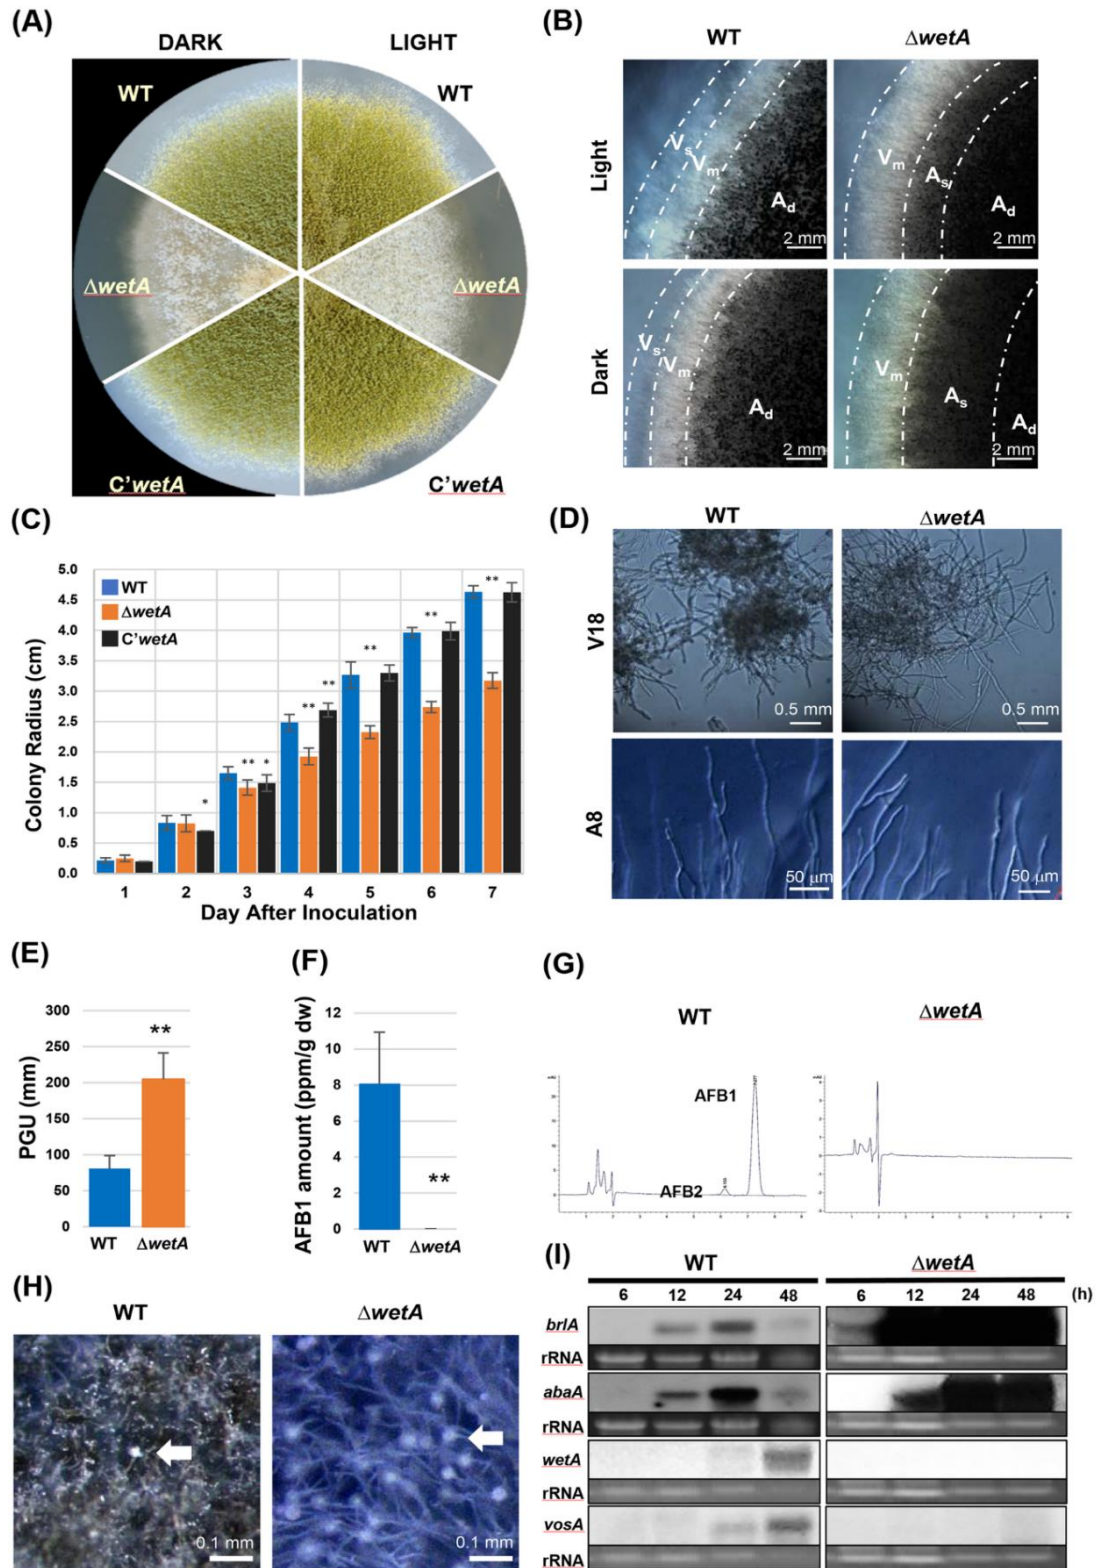 (A)
DARK
LIGHT
WT
WT
ΔwetA
ΔwetA
C'wetA
C'wetA
(B)
WT
ΔwetA
Light
Vs
Vm
Ad
2 mm
Vm
As
Ad
2 mm
Dark
Vs
Vm
Ad
2 mm
Vm
As
Ad
2 mm
(C)
Colony Radius (cm)
5.0
4.5
4.0
3.5
3.0
2.5
2.0
1.5
1.0
0.5
0.0
WT
ΔwetA
C'wetA
*
** *
** **
**
**
**
1 2 3 4 5 6 7
Day After Inoculation
(D)
WT
ΔwetA
V18
0.5 mm
0.5 mm
A8
50 μm
50 μm
(E)
PGU (mm)
300
250
200
150
100
50
0
**
WT ΔwetA
(F)
AFB1 amount (ppm/g dw)
12
10
8
6
4
2
0
**
WT ΔwetA
(G)
WT
ΔwetA
AFB1
AFB2
(H)
WT
ΔwetA
0.1 mm
0.1 mm
(I)
WT
ΔwetA
6 12 24 48 6 12 24 48 (h)
brlA
rRNA
abaA
rRNA
wetA
rRNA
vosA
rRNA